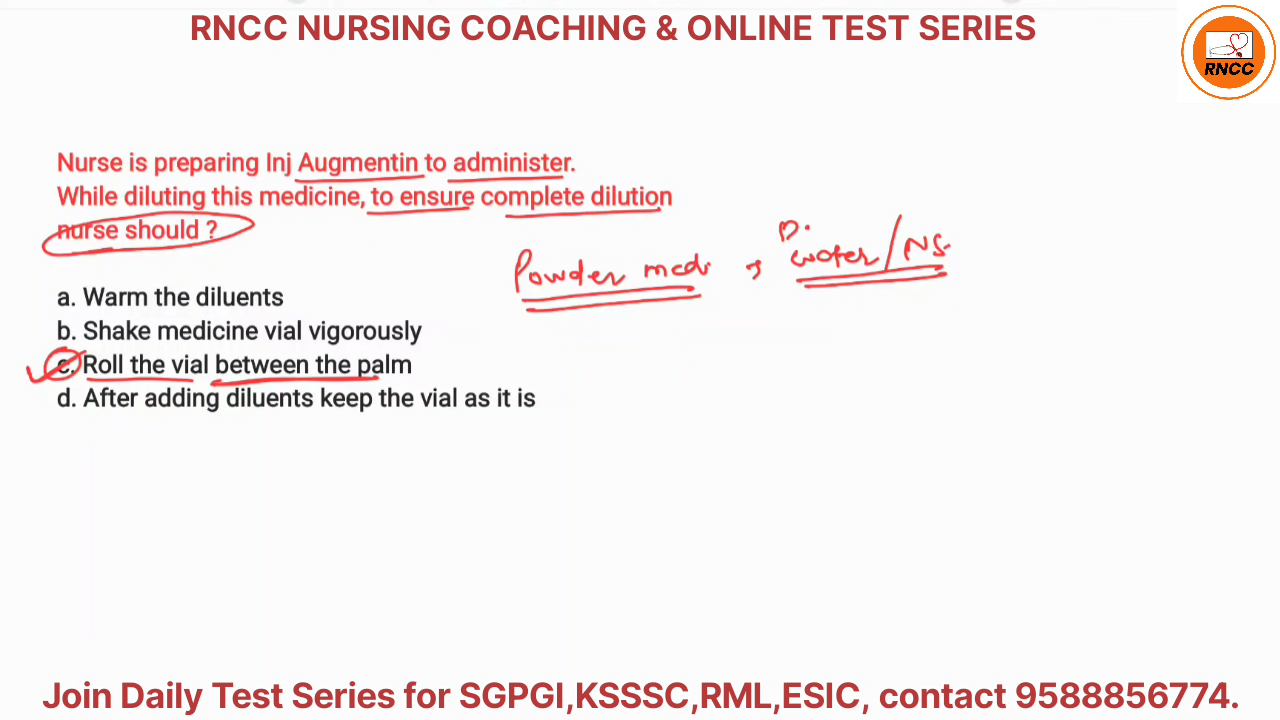 RNCC NURSING COACHING & ONLINE TEST SERIES
RNCC
Nurse is preparing Inj Augmentin to administer.
While diluting this medicine, to ensure complete dilution
nurse should ?
D.
Powder medi , water/NS
a. Warm the diluents
b. Shake medicine vial vigorously
c. Roll the vial between the palm
d. After adding diluents keep the vial as it is
Join Daily Test Series for SGPGI,KSSSC,RML,ESIC, contact 9588856774.